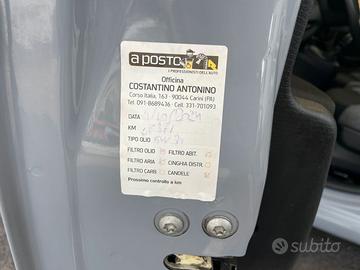 a posto
I PROFESSIONISTI DELL'AUTO
Officina
COSTANTINO ANTONINO
Corso Italia, 163 - 90044 Carini (PA)
Tel. 091-8689436 - Cell. 331-701093
DATA
KM
TIPO OLIO
FILTRO OLIO FILTRO ABIT.
FILTRO ARIA CINGHIA DISTR.
FILTRO CARB. CANDELE
Prossimo controllo a km
subito